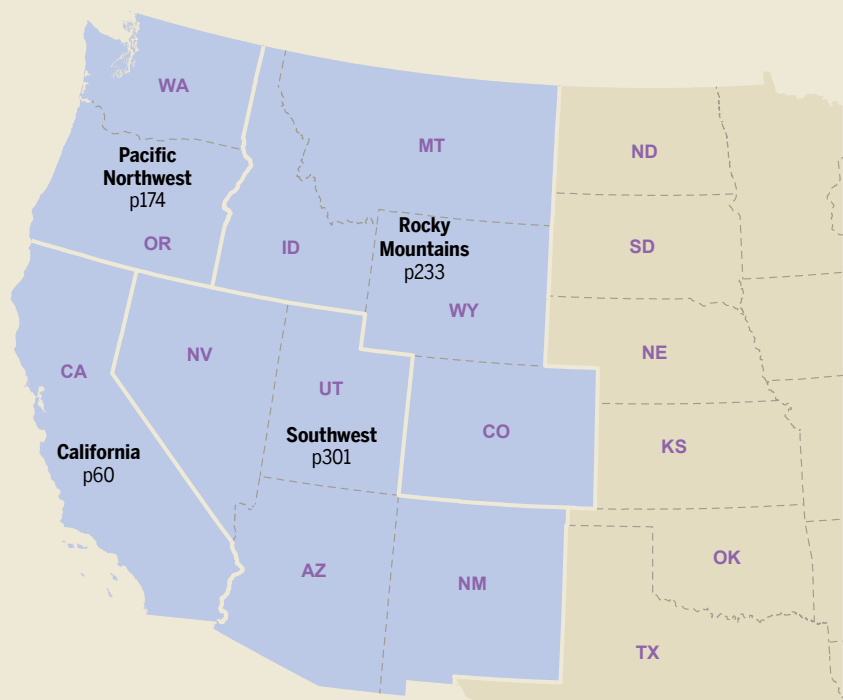 WA
MT
ND
Pacific
Northwest
p174
OR
ID
Rocky
Mountains
p233
SD
WY
NV
NE
CA
UT
CO
Southwest
p301
KS
California
p60
AZ
NM
OK
TX